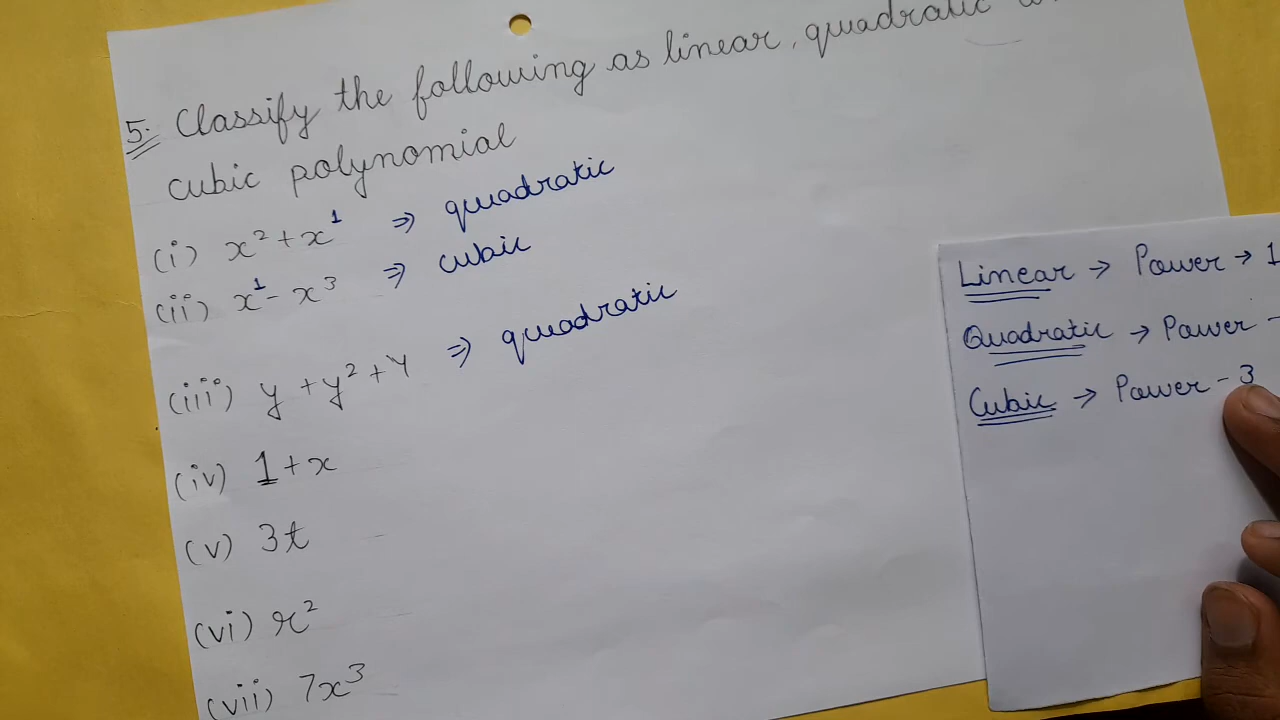 5. Classify the following as linear, quadratic
cubic polynomial
(i) x² + x¹ ⇒ quadratic
(ii) x¹ - x³ ⇒ cubic
(iii) y + y² + 4 ⇒ quadratic
(iv) 1 + x
(v) 3t
(vi) r²
(vii) 7x³
Linear → Power → 1
Quadratic → Power -
Cubic → Power - 3